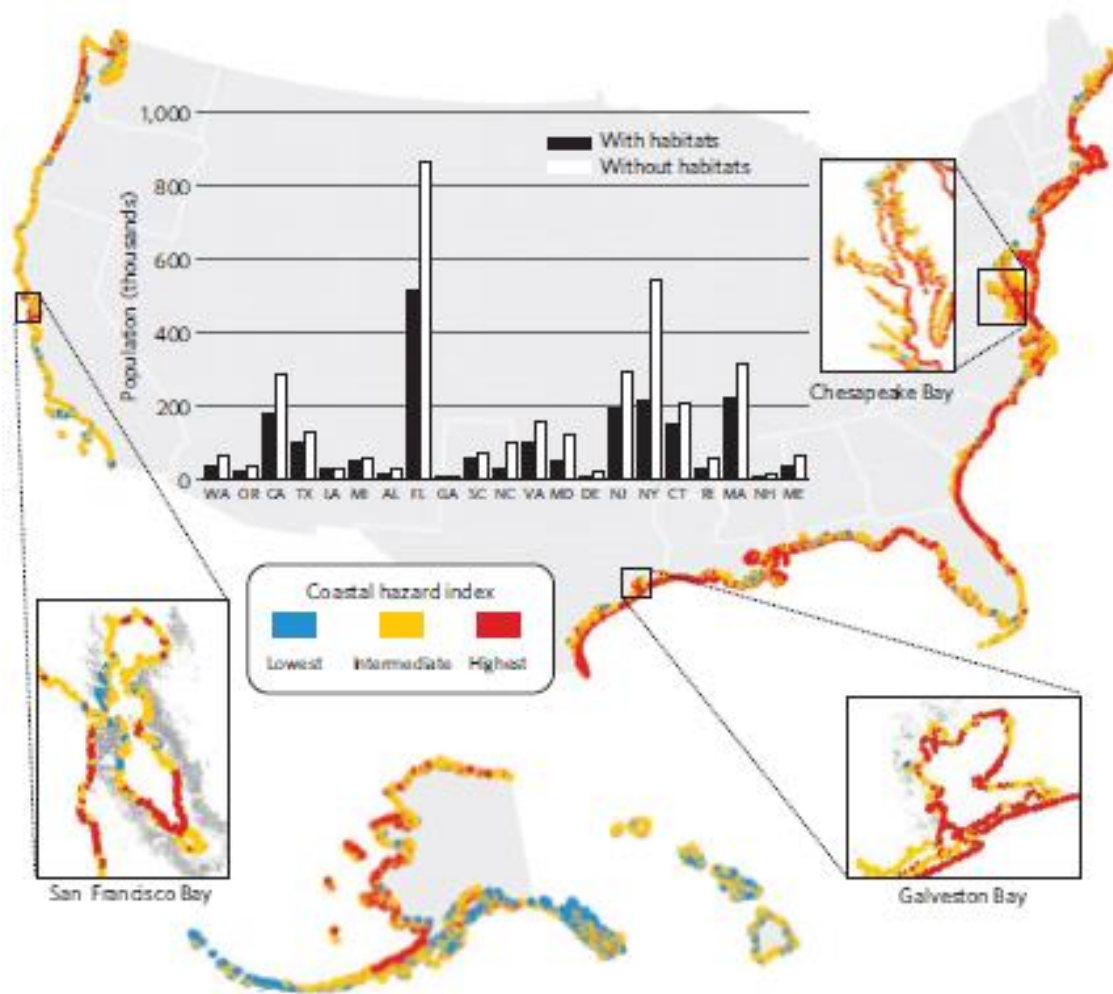 1,000
With habitats
Without habitats
800
600
400
200
0
Population (thousands)
WA OR CA TX LA MI AL FL GA SC NC VA MD DE NJ NY CT RI MA NH ME
Chesapeake Bay
Coastal hazard index
Lowest Intermediate Highest
San Francisco Bay
Galveston Bay